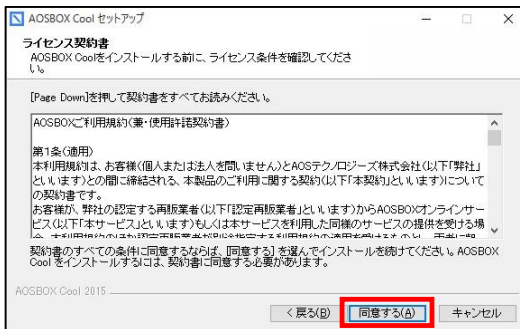 AOSBOX Cool セットアップ
ライセンス契約書
AOSBOX Coolをインストールする前に、ライセンス条件を確認してくださ
い。
[Page Down]を押して契約書をすべてお読みください。
AOSBOXご利用規約(兼・使用許諾契約書)
第1条(適用)
本利用規約は、お客様(個人または法人を問いません)とAOSテクノロジーズ株式会社(以下「弊社」
といいます)との間に締結される、本製品のご利用に関する契約(以下「本契約」といいます)について
の契約書です。
お客様が、弊社の認定する再販業者(以下「認定再販業者」といいます)からAOSBOXオンラインサー
ビス(以下「本サービス」といいます)もしくは本サービスを利用した同様のサービスの提供を受ける場
契約書のすべての条件に同意するならば、[同意する] を選んでインストールを続けてください。AOSBOX
Cool をインストールするには、契約書に同意する必要があります。
AOSBOX Cool 2015
< 戻る(B)
同意する(A)
キャンセル